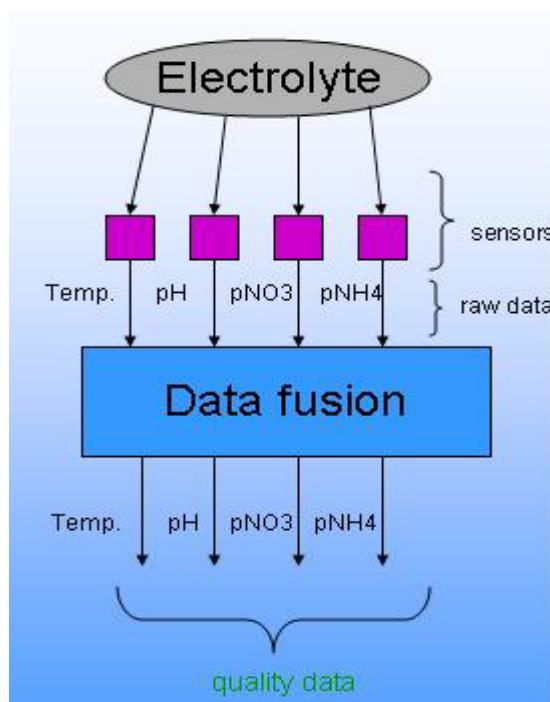 Electrolyte
sensors
Temp. pH pNO3 pNH4
raw data
Data fusion
Temp. pH pNO3 pNH4
quality data